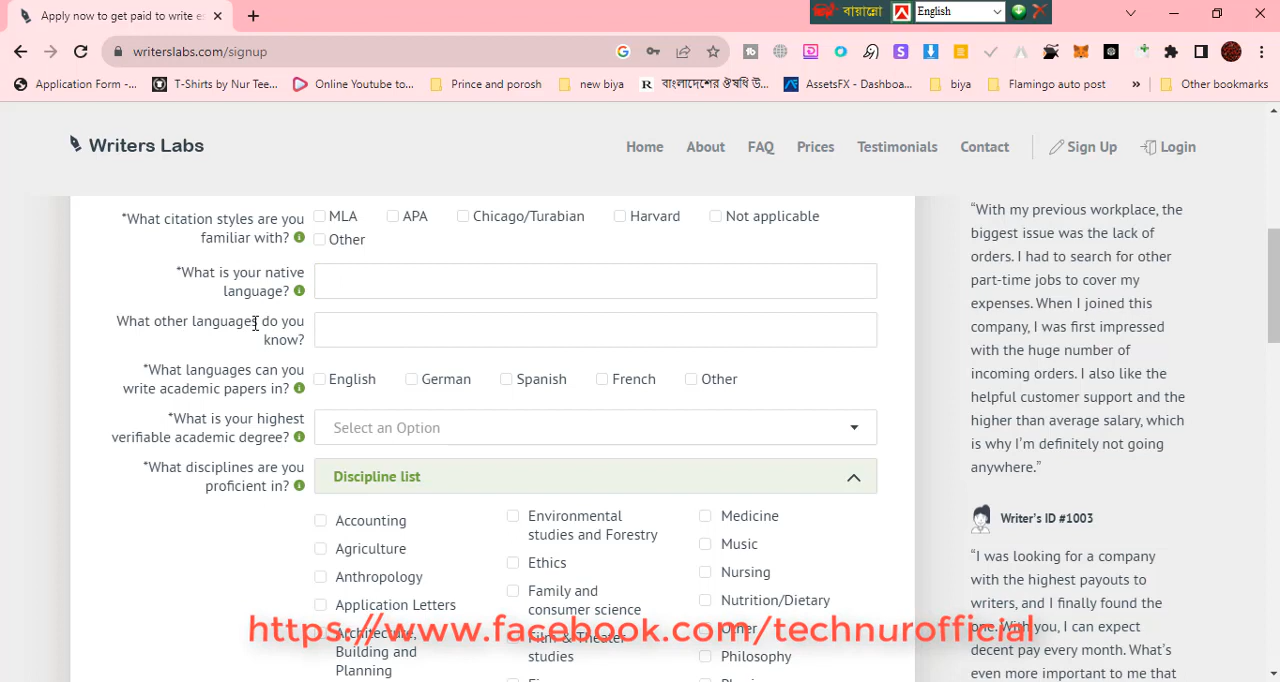 Apply now to get paid to write e
বায়ান্নো
English
writerslabs.com/signup
Application Form -...
T-Shirts by Nur Tee...
Online Youtube to...
Prince and porosh
new biya
বাংলাদেশের ঔষধি উ...
AssetsFX - Dashboa...
biya
Flamingo auto post
»
Other bookmarks
Writers Labs
Home
About
FAQ
Prices
Testimonials
Contact
Sign Up
Login
*What citation styles are you
familiar with?
MLA
APA
Chicago/Turabian
Harvard
Not applicable
Other
*What is your native
language?
What other languages do you
know?
*What languages can you
write academic papers in?
English
German
Spanish
French
Other
*What is your highest
verifiable academic degree?
Select an Option
*What disciplines are you
proficient in?
Discipline list
Accounting
Agriculture
Anthropology
Application Letters
Architecture,
Building and
Planning
Environmental
studies and Forestry
Ethics
Family and
consumer science
Film & Theater
studies
Medicine
Music
Nursing
Nutrition/Dietary
Other
Philosophy
“With my previous workplace, the
biggest issue was the lack of
orders. I had to search for other
part-time jobs to cover my
expenses. When I joined this
company, I was first impressed
with the huge number of
incoming orders. I also like the
helpful customer support and the
higher than average salary, which
is why I’m definitely not going
anywhere.”
Writer’s ID #1003
“I was looking for a company
with the highest payouts to
writers, and I finally found the
one. With you, I can expect
decent pay every month. What’s
even more important to me that
https://www.facebook.com/technurofficial